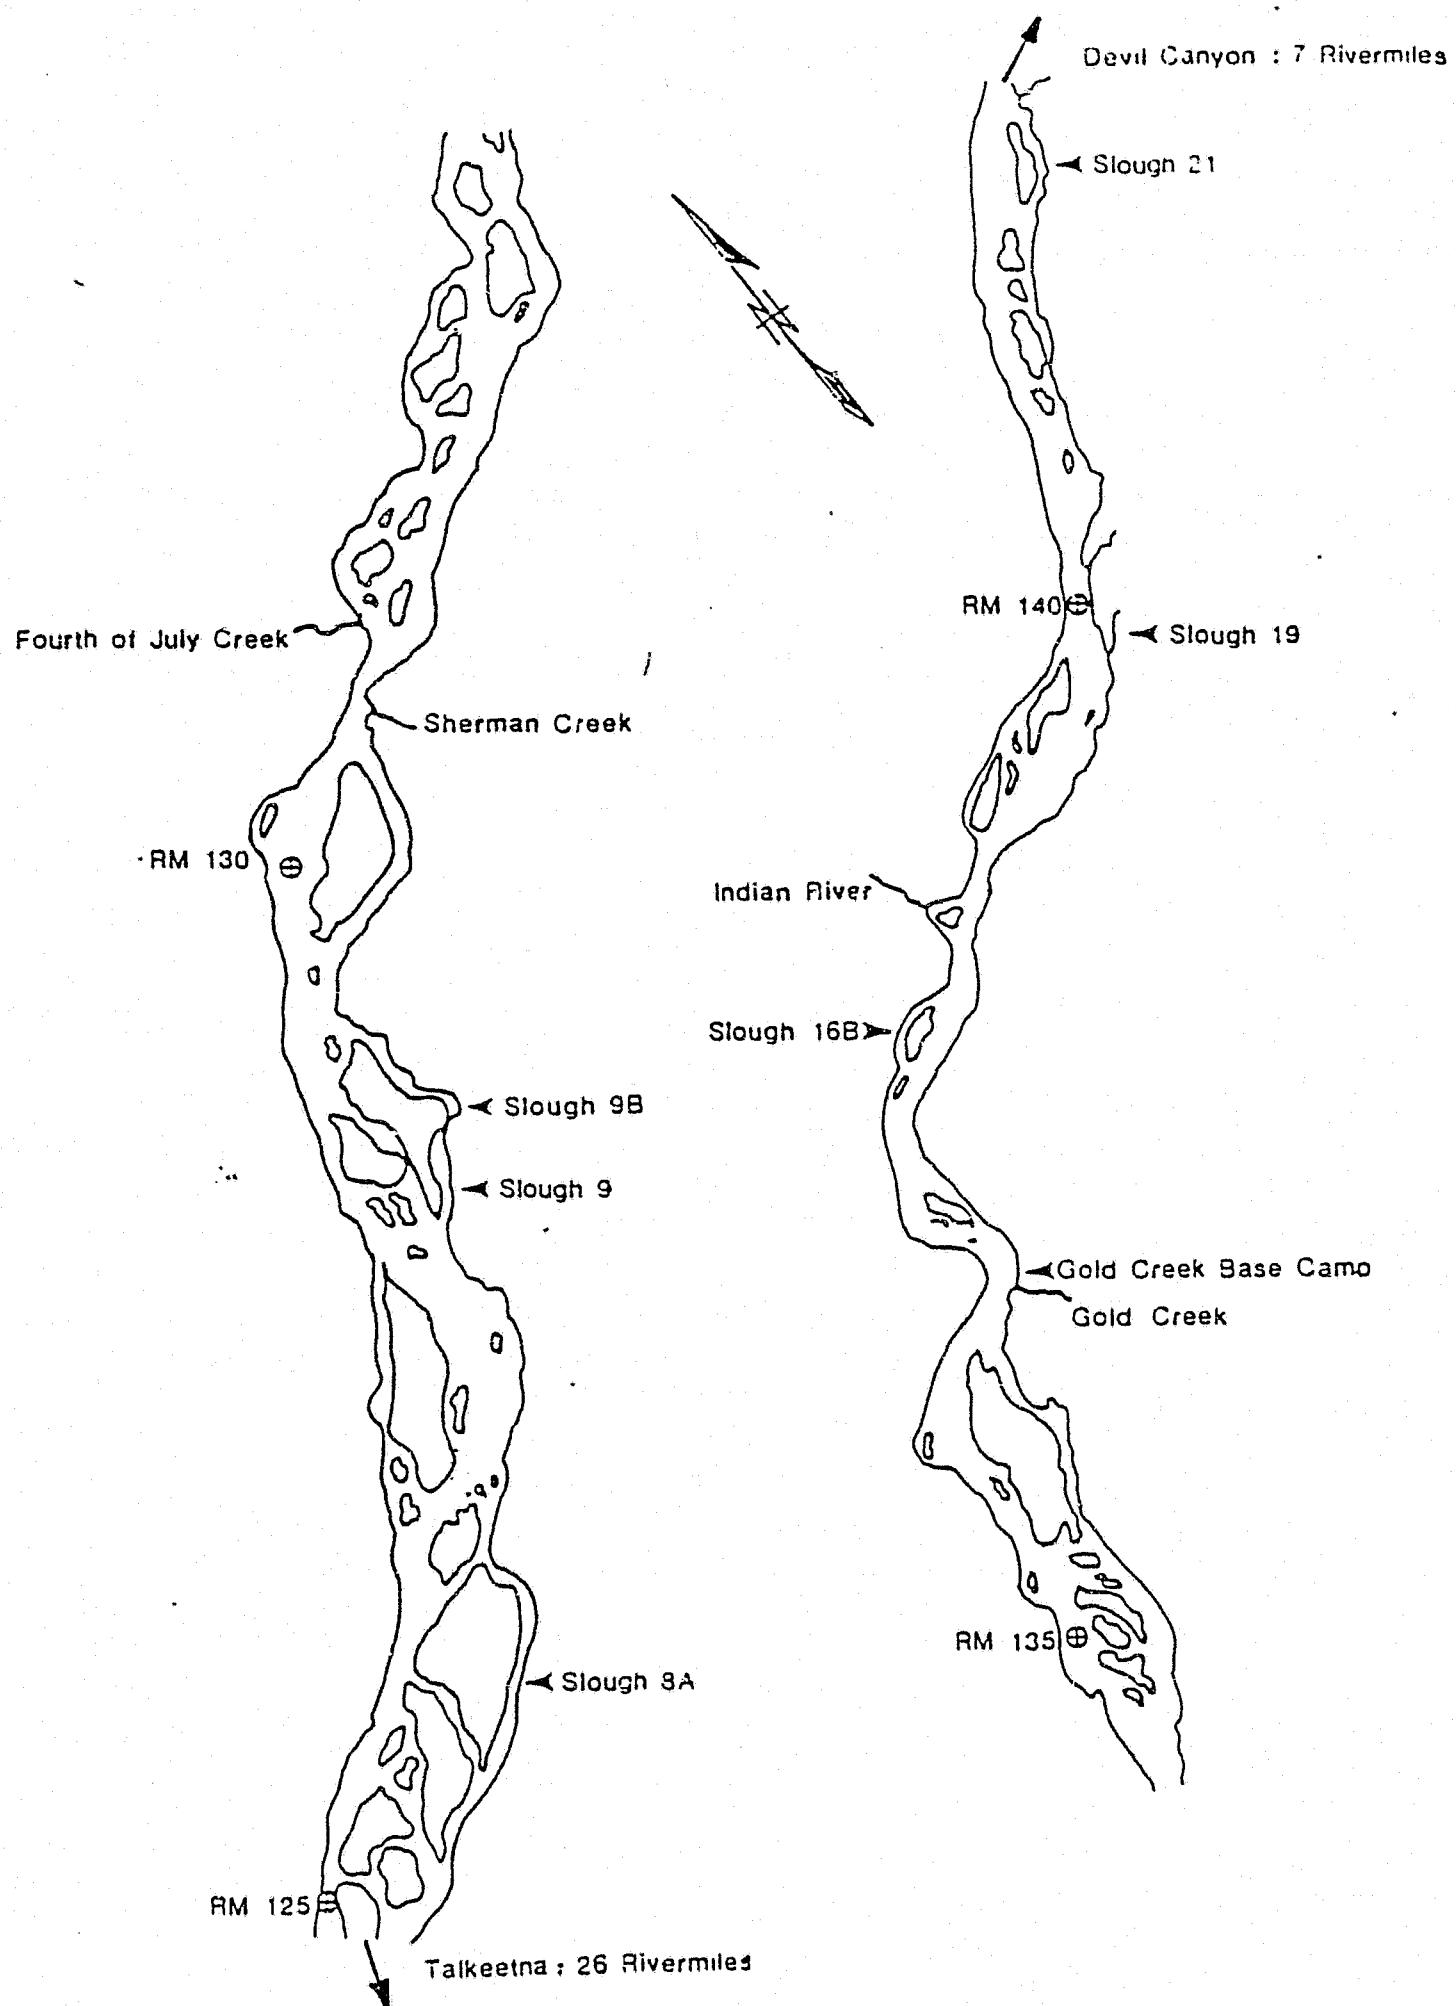 Devil Canyon : 7 Rivermiles
Slough 21
Fourth of July Creek
Sherman Creek
RM 130
Slough 9B
Slough 9
Slough 8A
RM 125
Talkeetna : 26 Rivermiles
N
RM 140
Slough 19
Indian River
Slough 16B
Gold Creek Base Camp
Gold Creek
RM 135